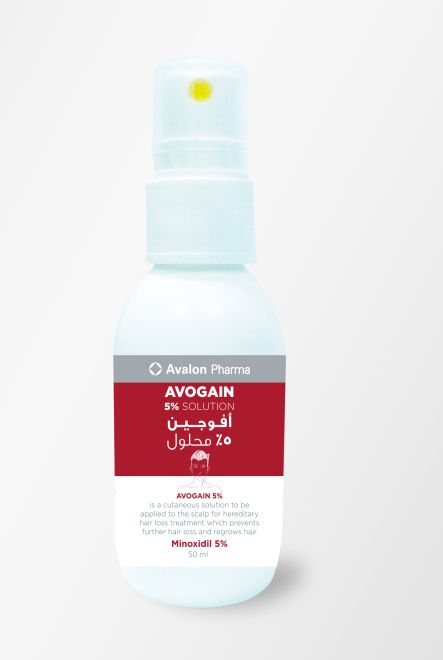 Avalon Pharma
AVOGAIN
5% SOLUTION
أفوجين
٥٪ محلول
AVOGAIN 5%
is a cutaneous solution to be
applied to the scalp for hereditary
hair loss treatment which prevents
further hair loss and regrows hair
Minoxidil 5%
50 ml